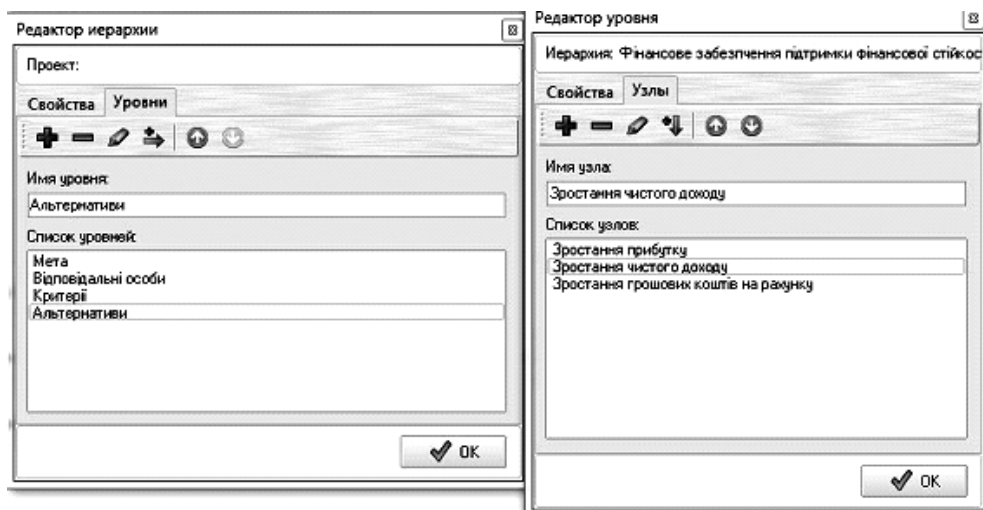 Редактор иерархии
Проект:
Свойства Уровни
Имя уровня:
Альтернативи
Список уровней:
Мета
Відповідальні особи
Критерії
Альтернативи
OK
Редактор уровня
Иерархия: Фінансове забезпчення підтримки фінансової стійкос
Свойства Узлы
Имя узла:
Зростання чистого доходу
Список узлов:
Зростання прибутку
Зростання чистого доходу
Зростання грошових коштів на рахунку
OK